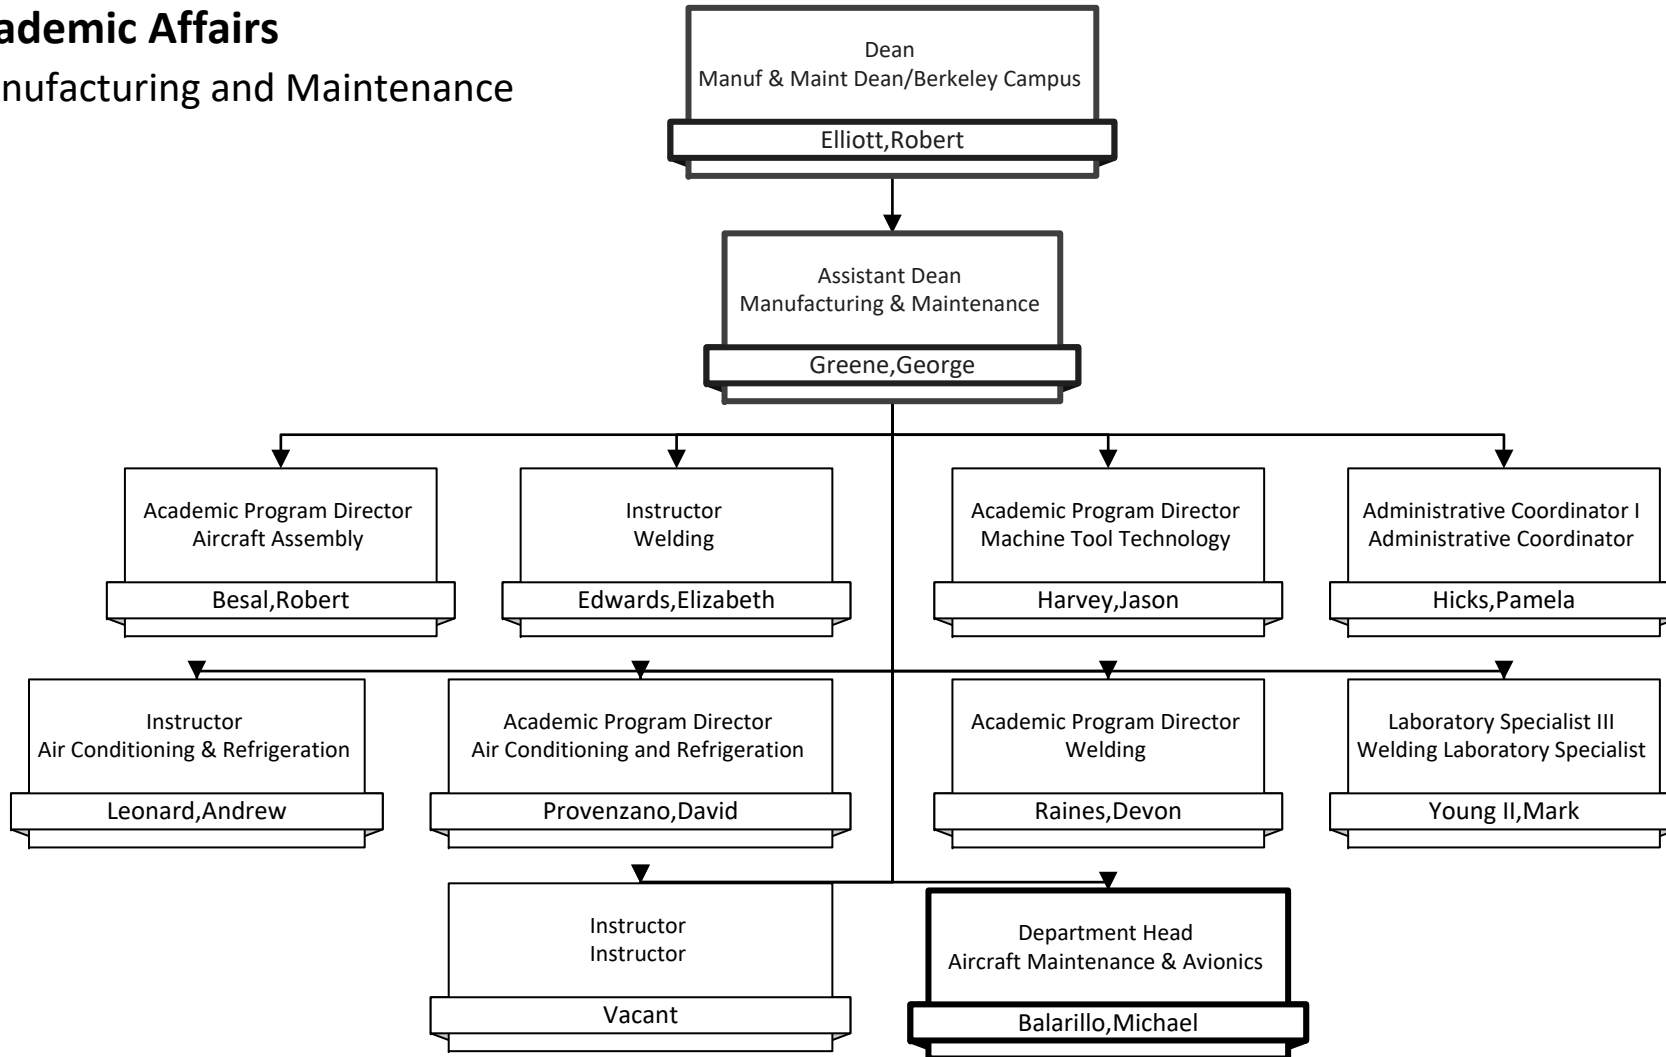 ademic Affairs
nufacturing and Maintenance
Dean
Manuf & Maint Dean/Berkeley Campus
Elliott,Robert
Assistant Dean
Manufacturing & Maintenance
Greene,George
Academic Program Director
Aircraft Assembly
Besal,Robert
Instructor
Welding
Edwards,Elizabeth
Academic Program Director
Machine Tool Technology
Harvey,Jason
Administrative Coordinator I
Administrative Coordinator
Hicks,Pamela
Instructor
Air Conditioning & Refrigeration
Leonard,Andrew
Academic Program Director
Air Conditioning and Refrigeration
Provenzano,David
Academic Program Director
Welding
Raines,Devon
Laboratory Specialist III
Welding Laboratory Specialist
Young II,Mark
Instructor
Instructor
Vacant
Department Head
Aircraft Maintenance & Avionics
Balarillo,Michael